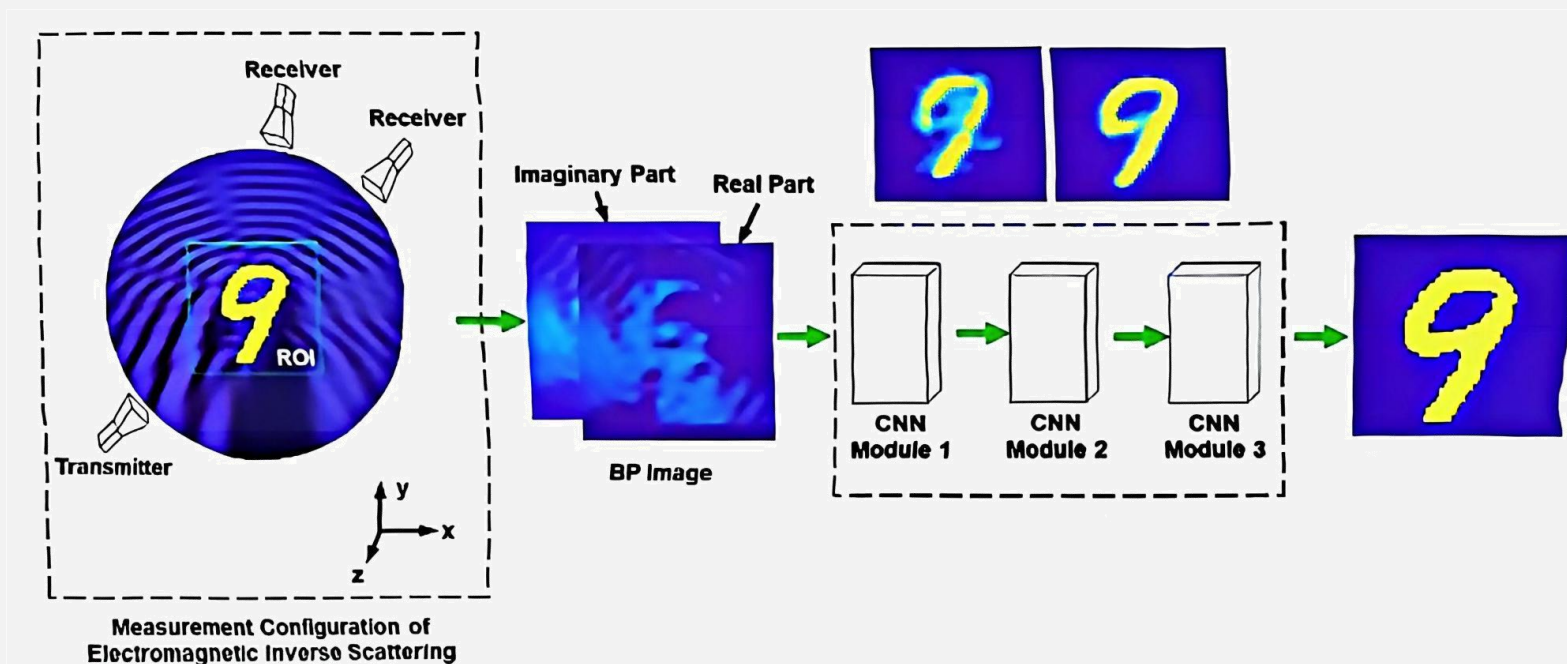 Receiver
Receiver
ROI
Transmitter
y
x
z
Measurement Configuration of
Electromagnetic Inverse Scattering
Imaginary Part
Real Part
BP Image
CNN
Module 1
CNN
Module 2
CNN
Module 3